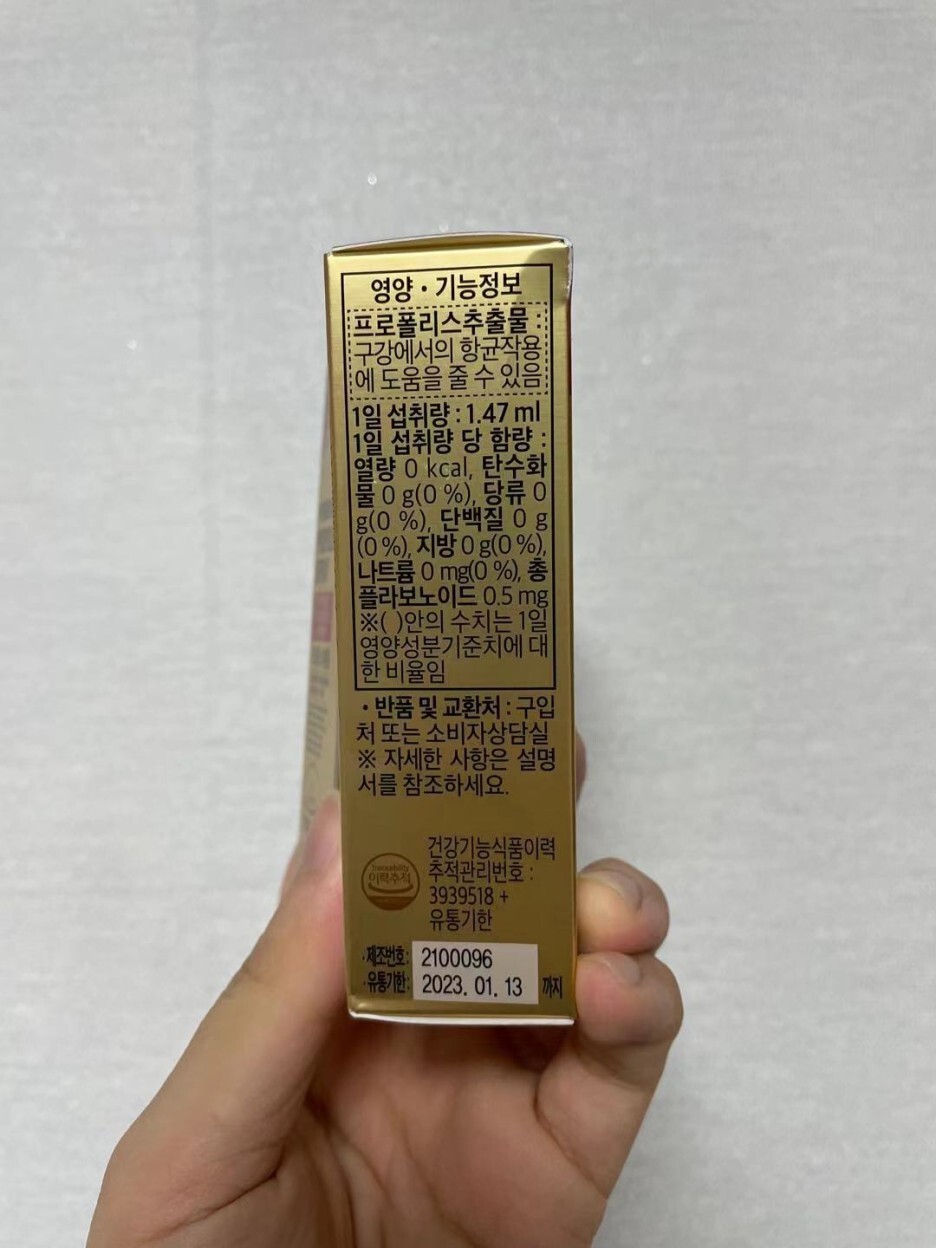 영양 · 기능정보
프로폴리스추출물 :
구강에서의 항균작용
에 도움을 줄 수 있음
1일 섭취량 : 1.47 ml
1일 섭취량 당 함량 :
열량 0 kcal, 탄수화
물 0 g(0 %), 당류 0
g(0 %), 단백질 0 g
(0 %), 지방 0 g(0 %),
나트륨 0 mg(0 %), 총
플라보노이드 0.5 mg
※( )안의 수치는 1일
영양성분기준치에 대
한 비율임
· 반품 및 교환처 : 구입
처 또는 소비자상담실
※ 자세한 사항은 설명
서를 참조하세요.
traceability
이력추적
건강기능식품이력
추적관리번호 :
3939518 +
유통기한
·제조번호: 2100096
·유통기한: 2023. 01. 13 까지